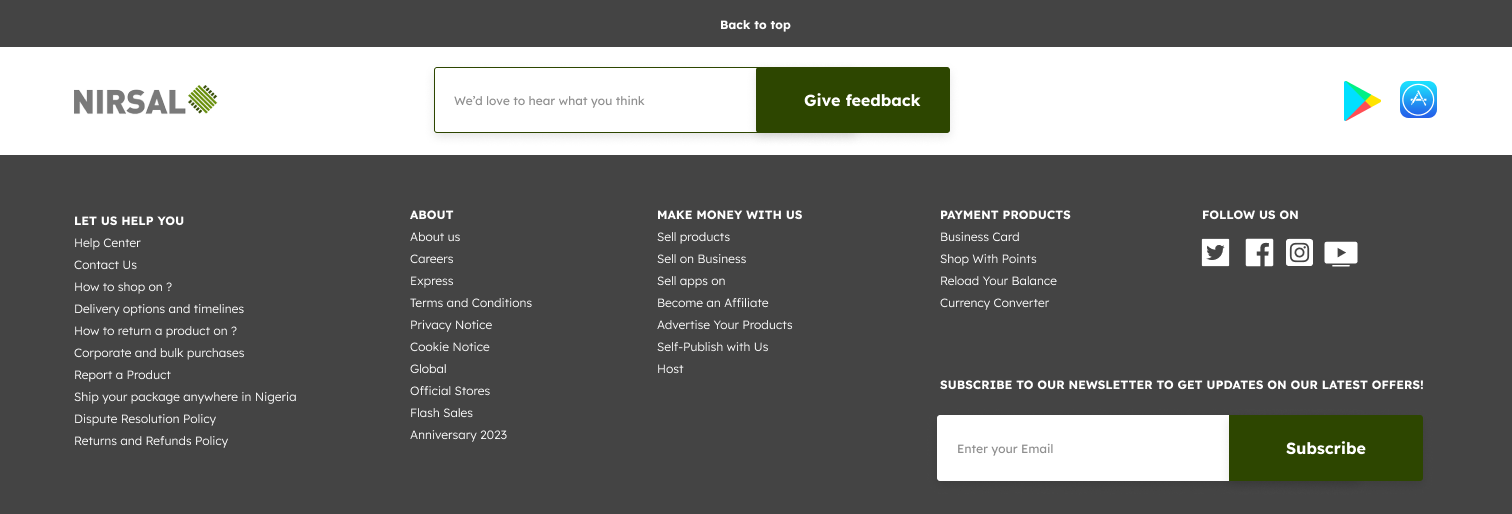 Back to top
NIRSAL
We'd love to hear what you think
Give feedback
LET US HELP YOU
Help Center
Contact Us
How to shop on ?
Delivery options and timelines
How to return a product on ?
Corporate and bulk purchases
Report a Product
Ship your package anywhere in Nigeria
Dispute Resolution Policy
Returns and Refunds Policy
ABOUT
About us
Careers
Express
Terms and Conditions
Privacy Notice
Cookie Notice
Global
Official Stores
Flash Sales
Anniversary 2023
MAKE MONEY WITH US
Sell products
Sell on Business
Sell apps on
Become an Affiliate
Advertise Your Products
Self-Publish with Us
Host
PAYMENT PRODUCTS
Business Card
Shop With Points
Reload Your Balance
Currency Converter
FOLLOW US ON
SUBSCRIBE TO OUR NEWSLETTER TO GET UPDATES ON OUR LATEST OFFERS!
Enter your Email
Subscribe